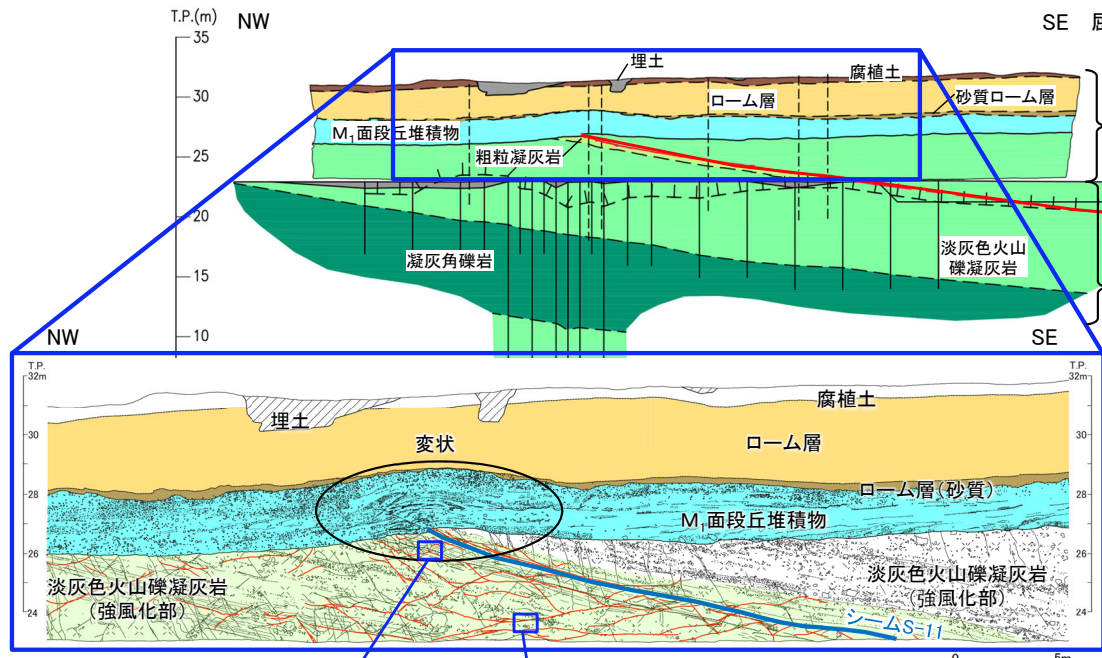 T.P.(m)
NW
SE
35
埋土
腐植土
30
ローム層
砂質ローム層
M₁面段丘堆積物
25
粗粒凝灰岩
20
淡灰色火山
礫凝灰岩
凝灰角礫岩
15
10
NW
SE
T.P.
32m
T.P.
32m
腐植土
埋土
変状
ローム層
30
30
ローム層(砂質)
28
28
M₁面段丘堆積物
26
26
淡灰色火山礫凝灰岩
(強風化部)
淡灰色火山礫凝灰岩
(強風化部)
24
24
シームS-11
0
5m